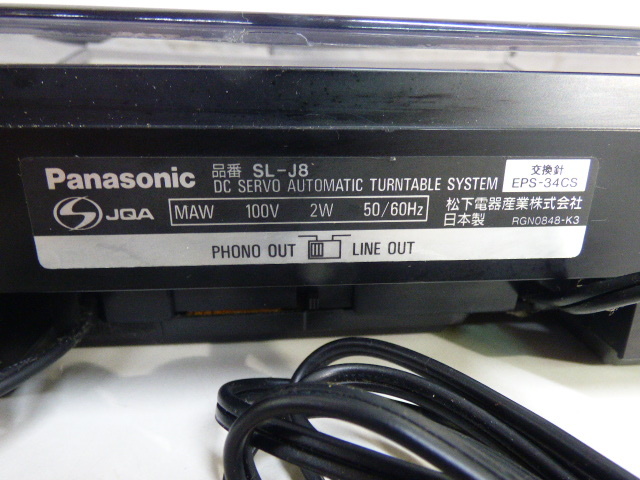 Panasonic 品番 SL-J8
DC SERVO AUTOMATIC TURNTABLE SYSTEM
交換針
EPS-34CS
JQA MAW 100V 2W 50/60Hz
松下電器産業株式会社
日本製 RGN0848-K3
PHONO OUT LINE OUT